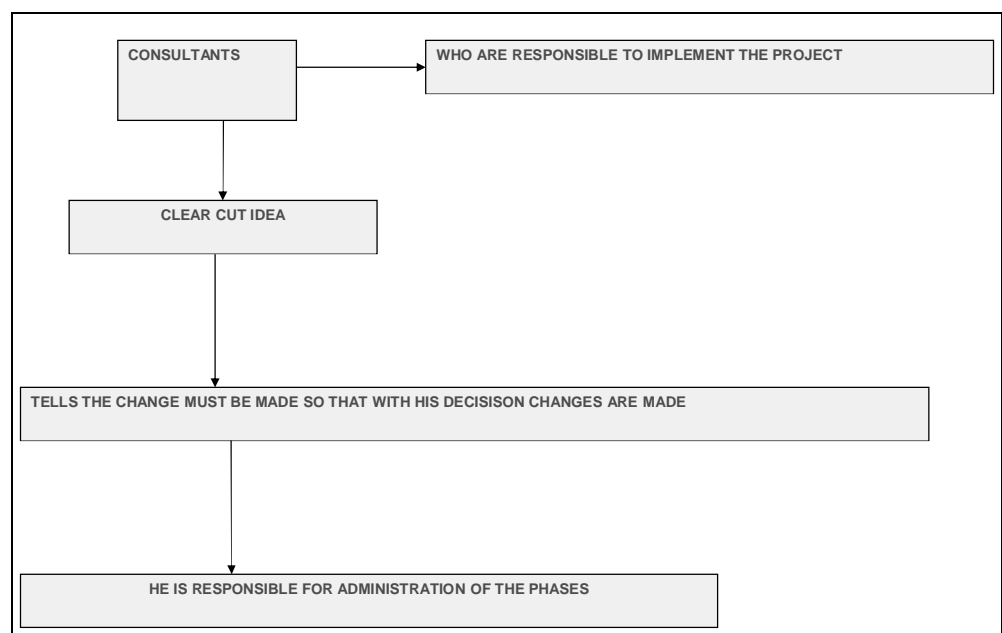 CONSULTANTS
WHO ARE RESPONSIBLE TO IMPLEMENT THE PROJECT
CLEAR CUT IDEA
TELLS THE CHANGE MUST BE MADE SO THAT WITH HIS DECISISON CHANGES ARE MADE
HE IS RESPONSIBLE FOR ADMINISTRATION OF THE PHASES